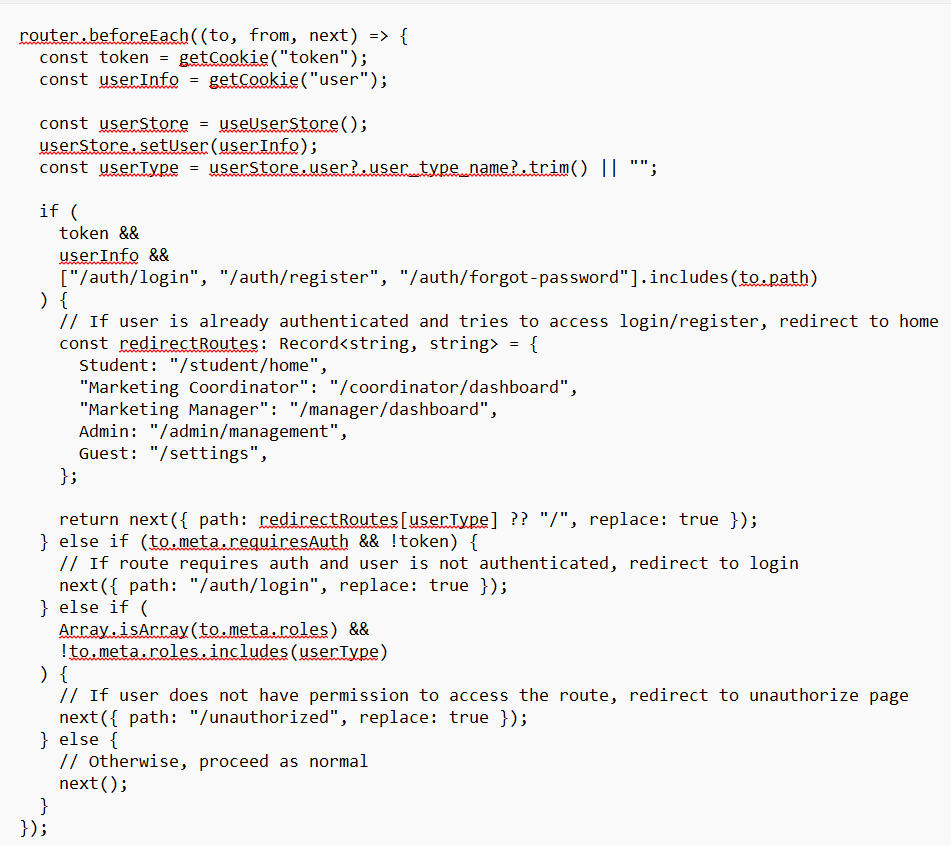 router.beforeEach((to, from, next) => {
  const token = getCookie("token");
  const userInfo = getCookie("user");

  const userStore = useUserStore();
  userStore.setUser(userInfo);
  const userType = userStore.user?.user_type_name?.trim() || "";

  if (
    token &&
    userInfo &&
    ["/auth/login", "/auth/register", "/auth/forgot-password"].includes(to.path)
  ) {
    // If user is already authenticated and tries to access login/register, redirect to home
    const redirectRoutes: Record<string, string> = {
      Student: "/student/home",
      "Marketing Coordinator": "/coordinator/dashboard",
      "Marketing Manager": "/manager/dashboard",
      Admin: "/admin/management",
      Guest: "/settings",
    };

    return next({ path: redirectRoutes[userType] ?? "/", replace: true });
  } else if (to.meta.requiresAuth && !token) {
    // If route requires auth and user is not authenticated, redirect to login
    next({ path: "/auth/login", replace: true });
  } else if (
    Array.isArray(to.meta.roles) &&
    !to.meta.roles.includes(userType)
  ) {
    // If user does not have permission to access the route, redirect to unauthorize page
    next({ path: "/unauthorized", replace: true });
  } else {
    // Otherwise, proceed as normal
    next();
  }
});